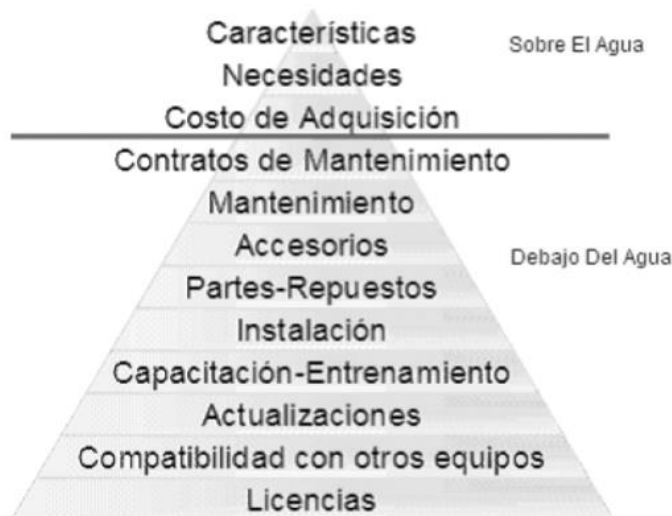 Características
Sobre El Agua
Necesidades
Costo de Adquisición
Contratos de Mantenimiento
Mantenimiento
Accesorios
Debajo Del Agua
Partes-Repuestos
Instalación
Capacitación-Entrenamiento
Actualizaciones
Compatibilidad con otros equipos
Licencias